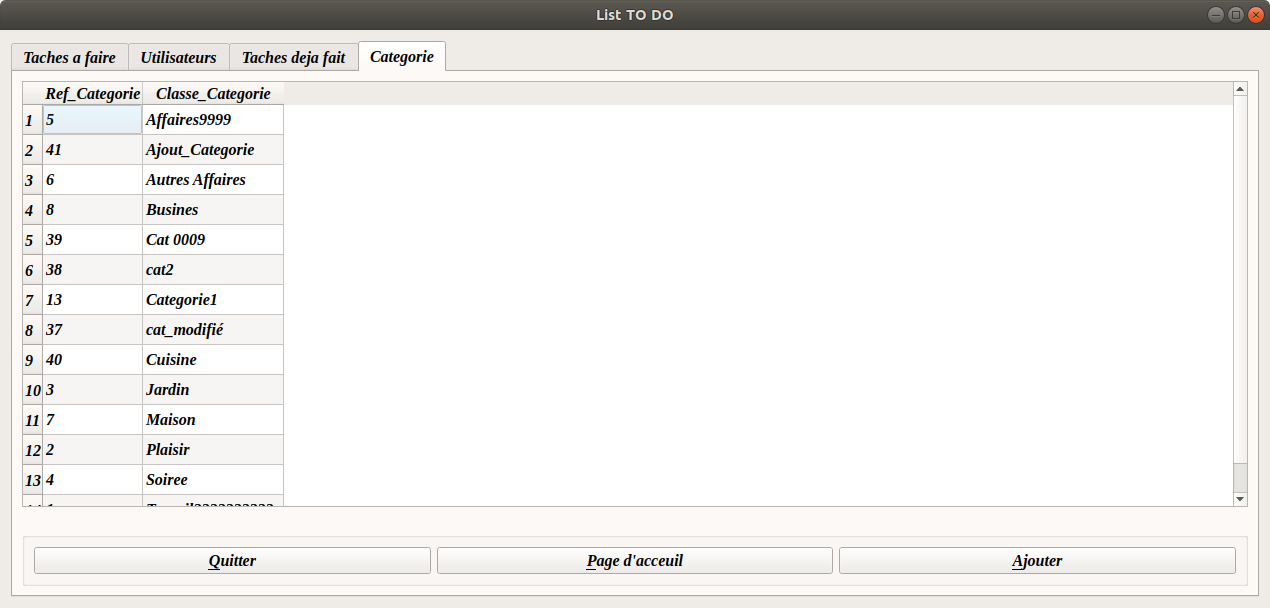 List TO DO
Taches a faire Utilisateurs Taches deja fait Categorie
Ref_Categorie Classe_Categorie
1 5 Affaires9999
2 41 Ajout_Categorie
3 6 Autres Affaires
4 8 Busines
5 39 Cat 0009
6 38 cat2
7 13 Categorie1
8 37 cat_modifié
9 40 Cuisine
10 3 Jardin
11 7 Maison
12 2 Plaisir
13 4 Soiree
Quitter Page d'acceuil Ajouter